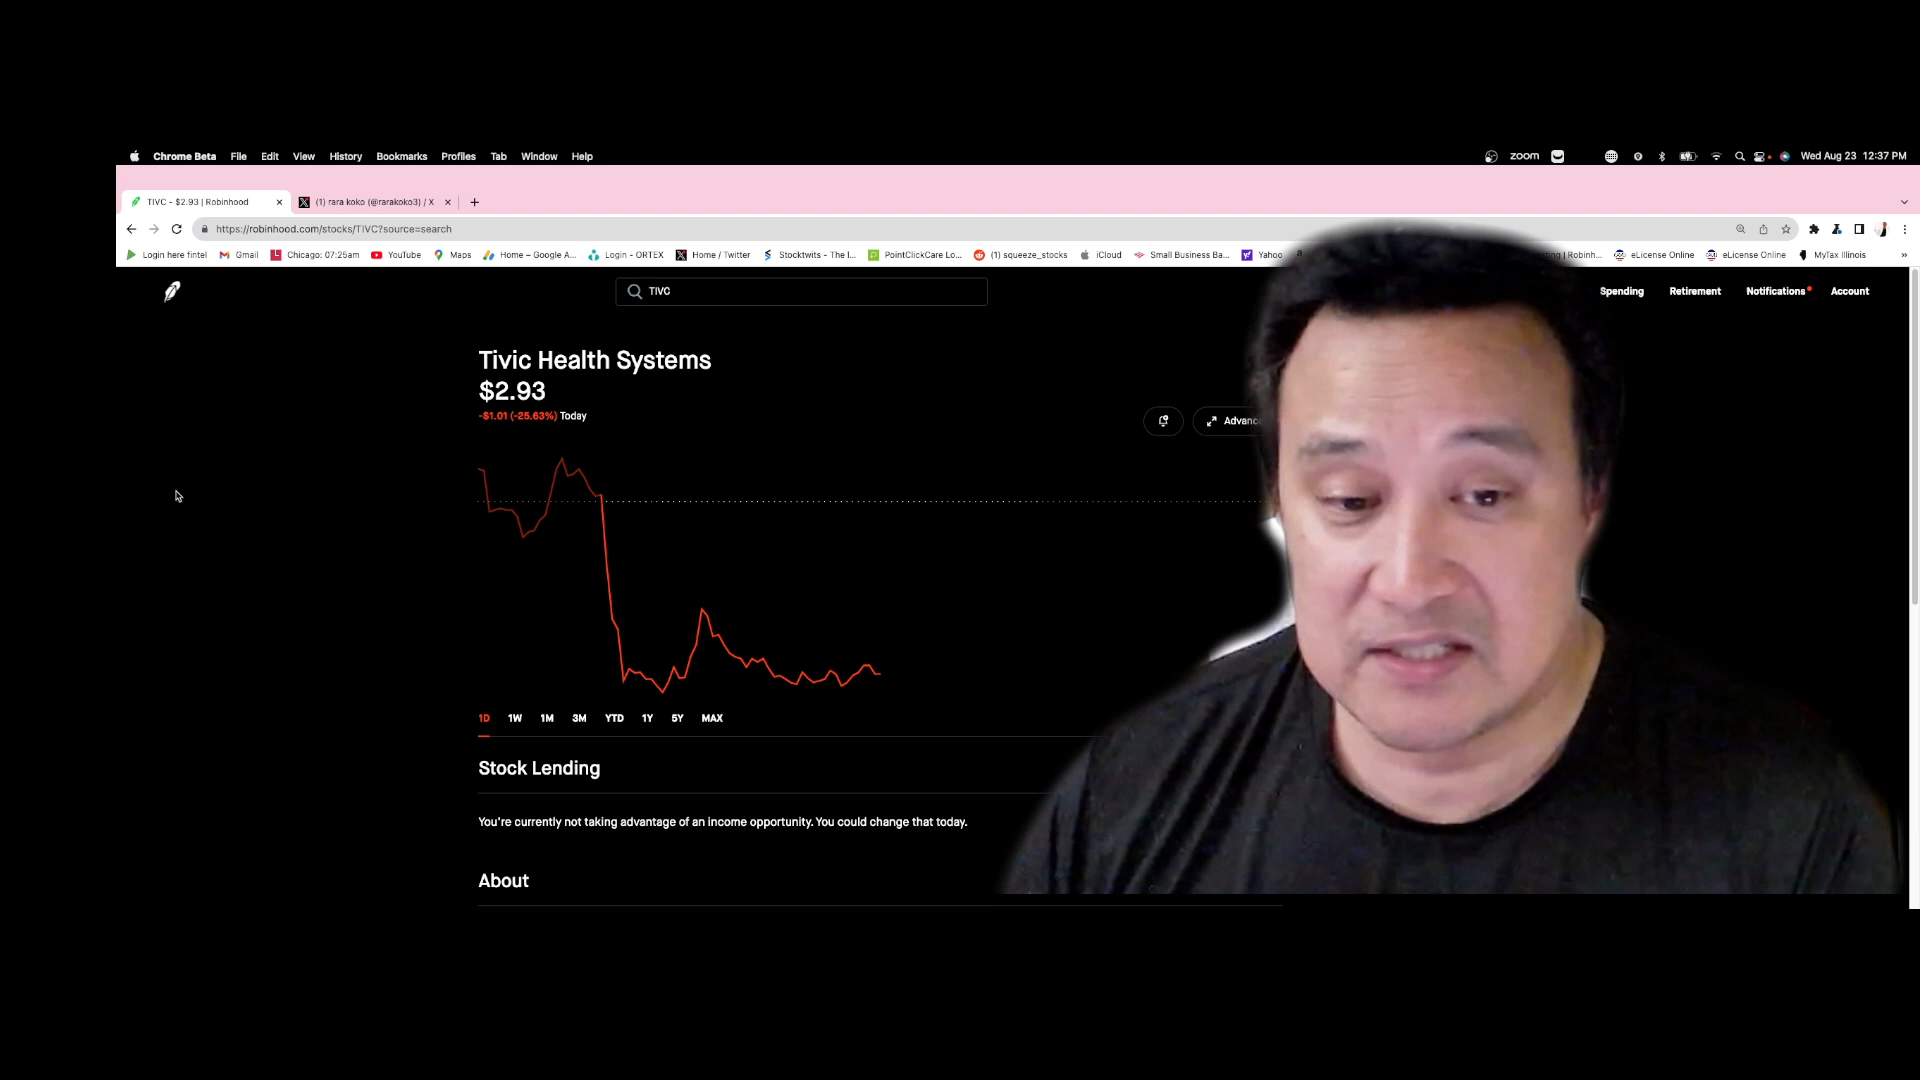 Chrome Beta File Edit View History Bookmarks Profiles Tab Window Help zoom Wed Aug 23 12:37 PM
TIVC - $2.93 | Robinhood (1) rara koko (@rarakoko3) / X
https://robinhood.com/stocks/TIVC?source=search
Login here fintel Gmail Chicago: 07:25am YouTube Maps Home – Google A... Login - ORTEX Home / Twitter Stocktwits - The I... PointClickCare Lo... (1) squeeze_stocks iCloud Small Business Ba... Yahoo | Robinh... eLicense Online eLicense Online MyTax Illinois »
TIVC Spending Retirement Notifications Account
Tivic Health Systems
$2.93
-$1.01 (-25.63%) Today
1D 1W 1M 3M YTD 1Y 5Y MAX
Stock Lending
You're currently not taking advantage of an income opportunity. You could change that today.
About